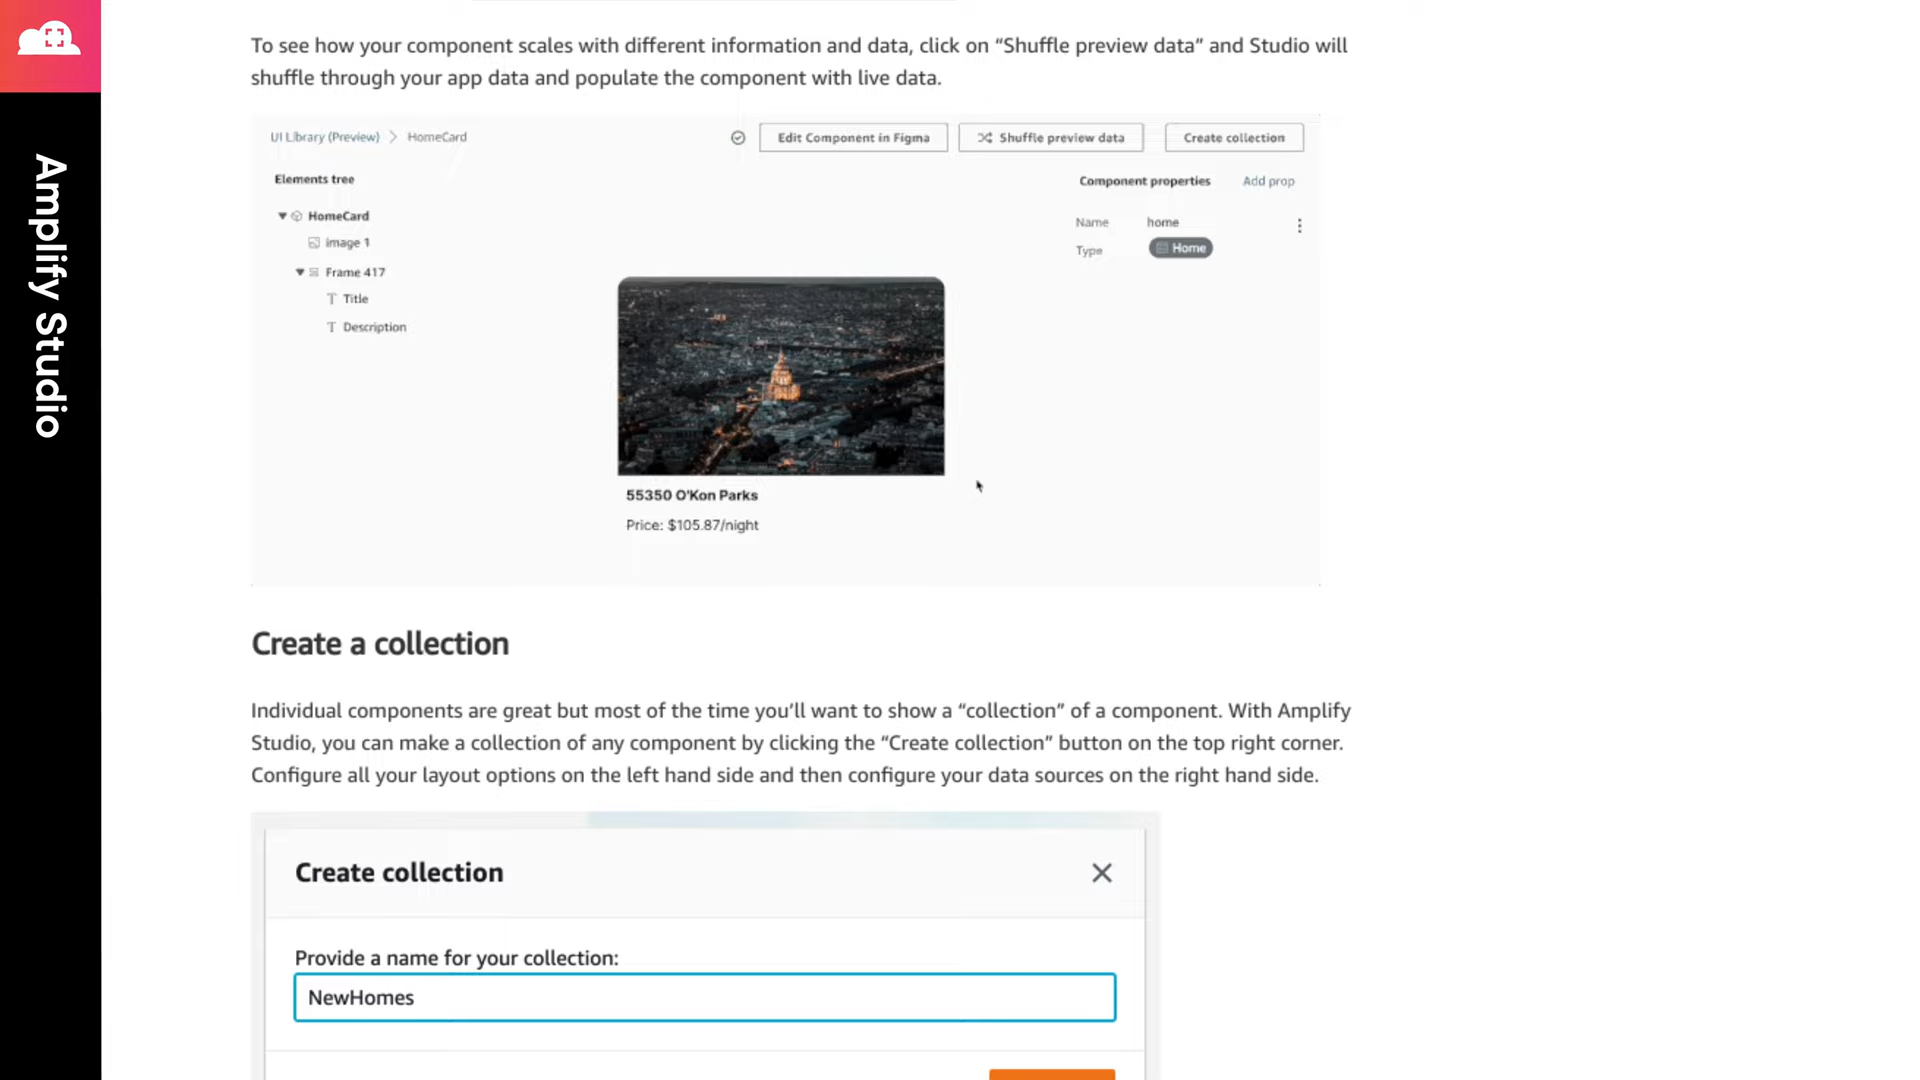 Amplify Studio
To see how your component scales with different information and data, click on “Shuffle preview data” and Studio will
shuffle through your app data and populate the component with live data.
UI Library (Preview) > HomeCard
Edit Component in Figma
Shuffle preview data
Create collection
Elements tree
HomeCard
image 1
Frame 417
Title
Description
Component properties
Add prop
Name home
Type Home
55350 O'Kon Parks
Price: $105.87/night
Create a collection
Individual components are great but most of the time you’ll want to show a “collection” of a component. With Amplify
Studio, you can make a collection of any component by clicking the “Create collection” button on the top right corner.
Configure all your layout options on the left hand side and then configure your data sources on the right hand side.
Create collection
Provide a name for your collection:
NewHomes